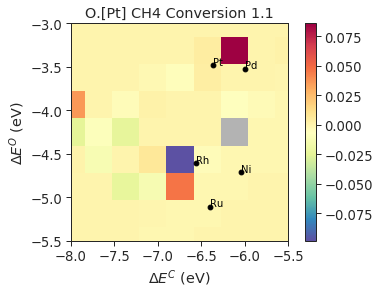 O.[Pt] CH4 Conversion 1.1
−3.0
−3.5
−4.0
−4.5
−5.0
−5.5
ΔE^O (eV)
Pt
Pd
Rh
Ni
Ru
−8.0 −7.5 −7.0 −6.5 −6.0 −5.5
ΔE^C (eV)
0.075
0.050
0.025
0.000
−0.025
−0.050
−0.075